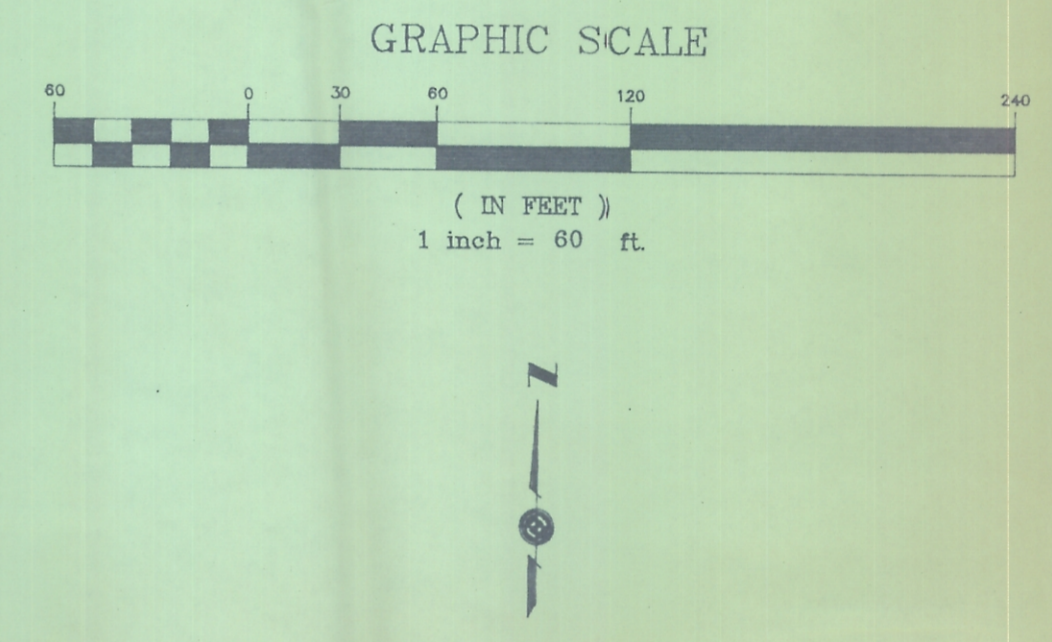 GRAPHIC SCALE
60 0 30 60 120 240
( IN FEET )
1 inch = 60 ft.
N